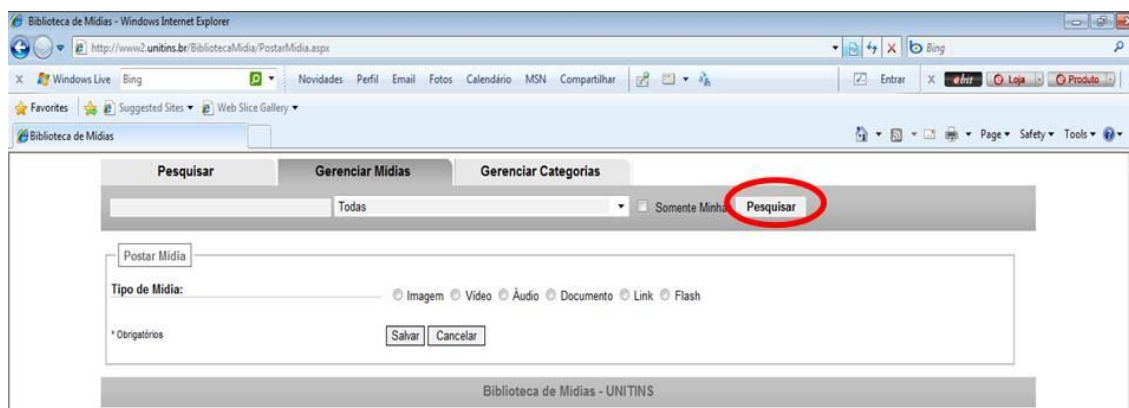 Biblioteca de Mídias - Windows Internet Explorer
http://www2.unitins.br/BibliotecaMidia/PostarMidia.aspx Bing
X Windows Live Bing Novidades Perfil Email Fotos Calendário MSN Compartilhar Entrar X ebit Loja Produto
Favorites Suggested Sites Web Slice Gallery
Biblioteca de Mídias Page Safety Tools
Pesquisar Gerenciar Mídias Gerenciar Categorias
Todas Somente Minhas Pesquisar
Postar Mídia
Tipo de Mídia: Imagem Vídeo Àudio Documento Link Flash
* Obrigatórios Salvar Cancelar
Biblioteca de Mídias - UNITINS